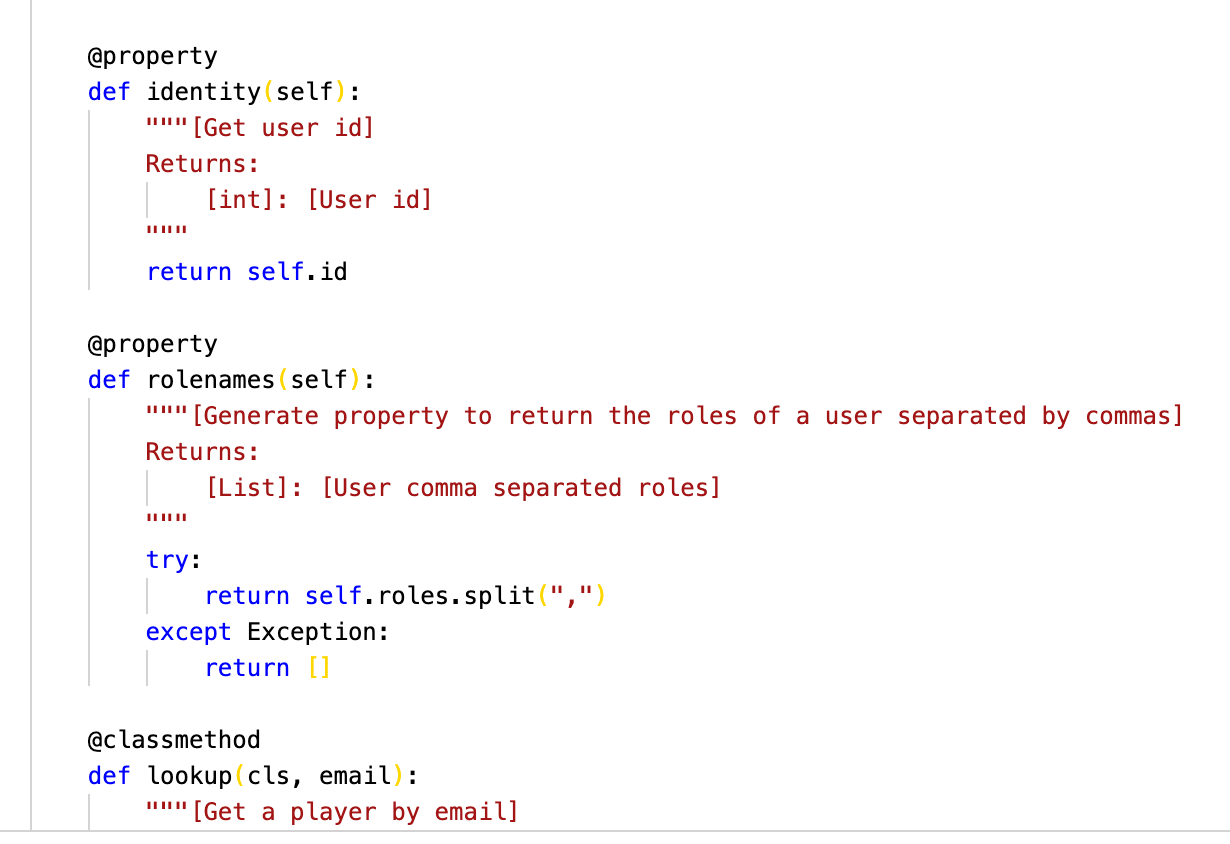 @property
def identity(self):
"""[Get user id]
Returns:
[int]: [User id]
"""
return self.id
@property
def rolenames(self):
"""[Generate property to return the roles of a user separated by commas]
Returns:
[List]: [User comma separated roles]
"""
try:
return self.roles.split(",")
except Exception:
return []
@classmethod
def lookup(cls, email):
"""[Get a player by email]